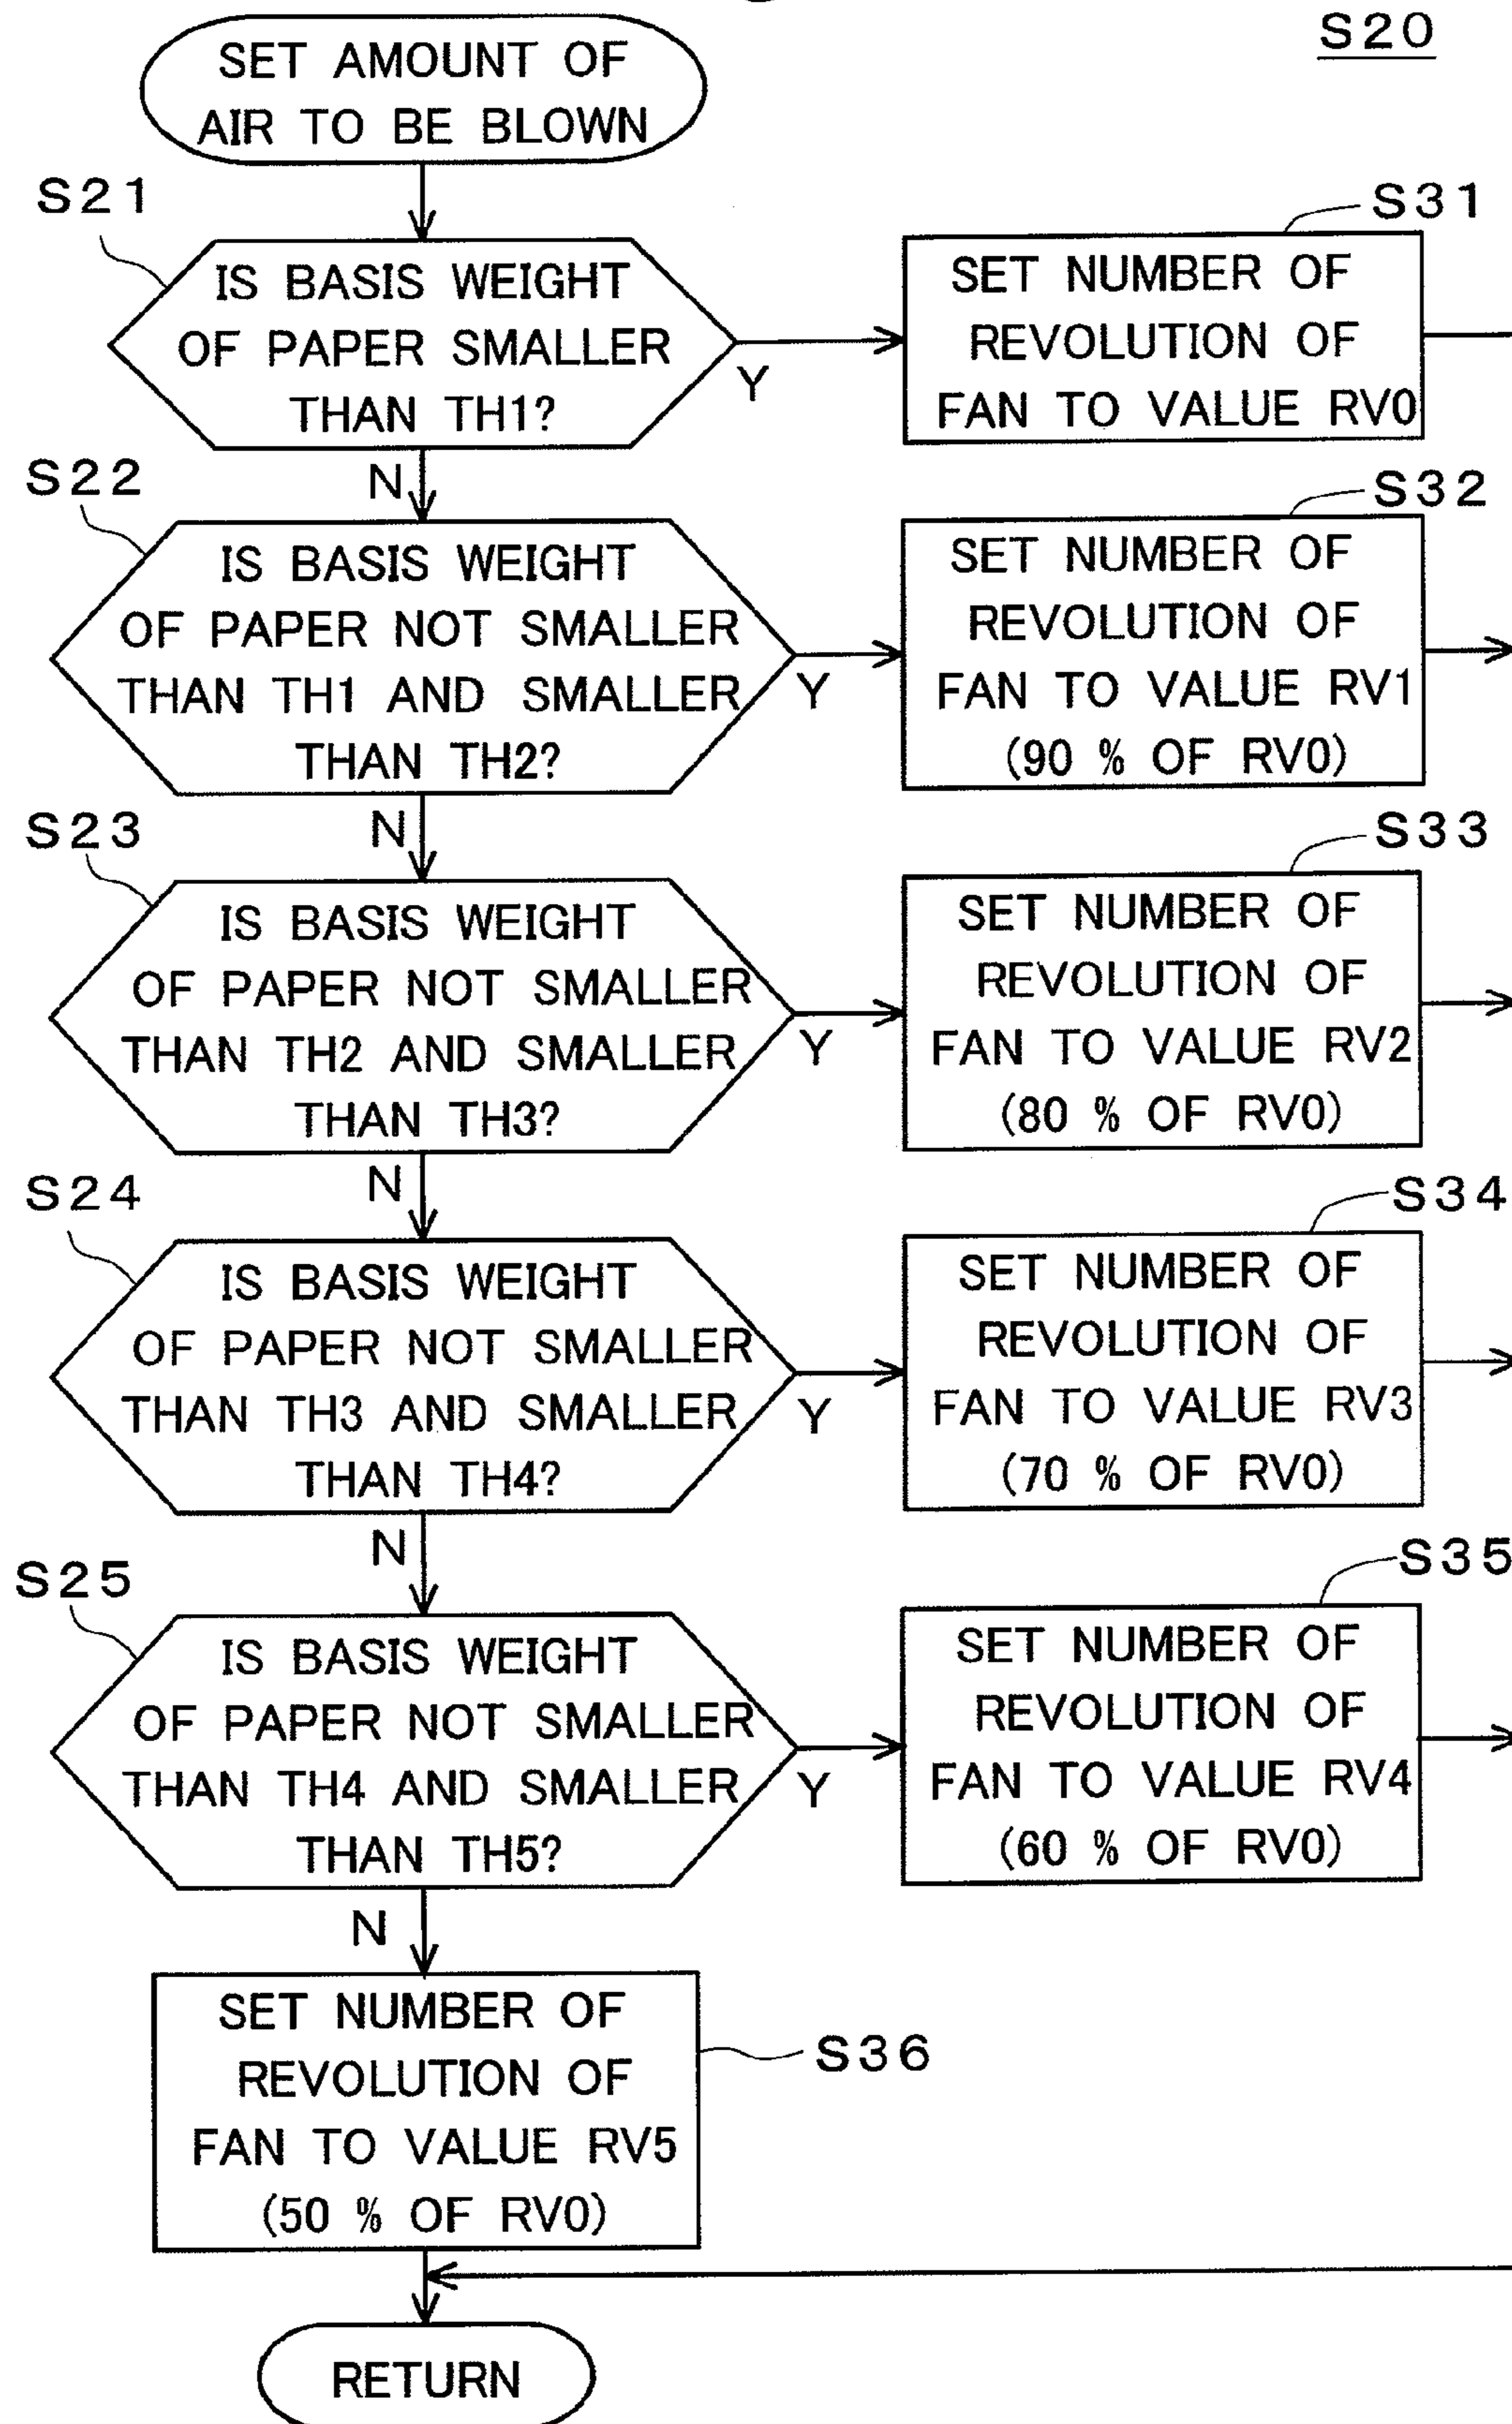 S20
SET AMOUNT OF
AIR TO BE BLOWN
S21
IS BASIS WEIGHT
OF PAPER SMALLER
THAN TH1?
Y
N
S31
SET NUMBER OF
REVOLUTION OF
FAN TO VALUE RV0
S22
IS BASIS WEIGHT
OF PAPER NOT SMALLER
THAN TH1 AND SMALLER
THAN TH2?
Y
N
S32
SET NUMBER OF
REVOLUTION OF
FAN TO VALUE RV1
(90 % OF RV0)
S23
IS BASIS WEIGHT
OF PAPER NOT SMALLER
THAN TH2 AND SMALLER
THAN TH3?
Y
N
S33
SET NUMBER OF
REVOLUTION OF
FAN TO VALUE RV2
(80 % OF RV0)
S24
IS BASIS WEIGHT
OF PAPER NOT SMALLER
THAN TH3 AND SMALLER
THAN TH4?
Y
N
S34
SET NUMBER OF
REVOLUTION OF
FAN TO VALUE RV3
(70 % OF RV0)
S25
IS BASIS WEIGHT
OF PAPER NOT SMALLER
THAN TH4 AND SMALLER
THAN TH5?
Y
N
S35
SET NUMBER OF
REVOLUTION OF
FAN TO VALUE RV4
(60 % OF RV0)
SET NUMBER OF
REVOLUTION OF
FAN TO VALUE RV5
(50 % OF RV0)
S36
RETURN